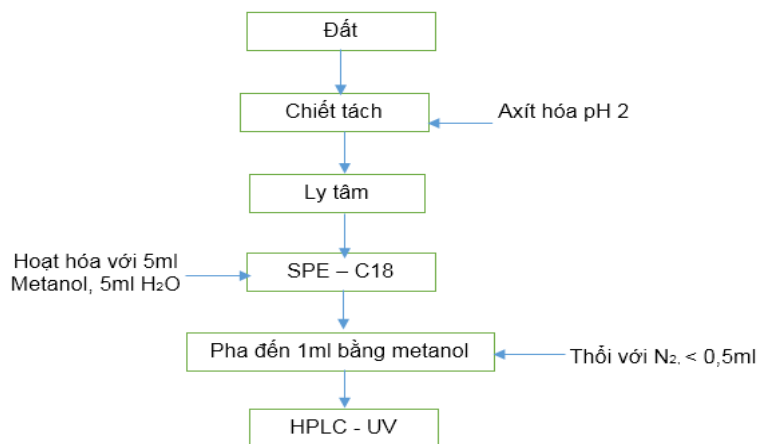 Đất
Chiết tách
Axít hóa pH 2
Ly tâm
Hoạt hóa với 5ml
Metanol, 5ml H₂O
SPE – C18
Pha đến 1ml bằng metanol
Thổi với N₂, < 0,5ml
HPLC - UV